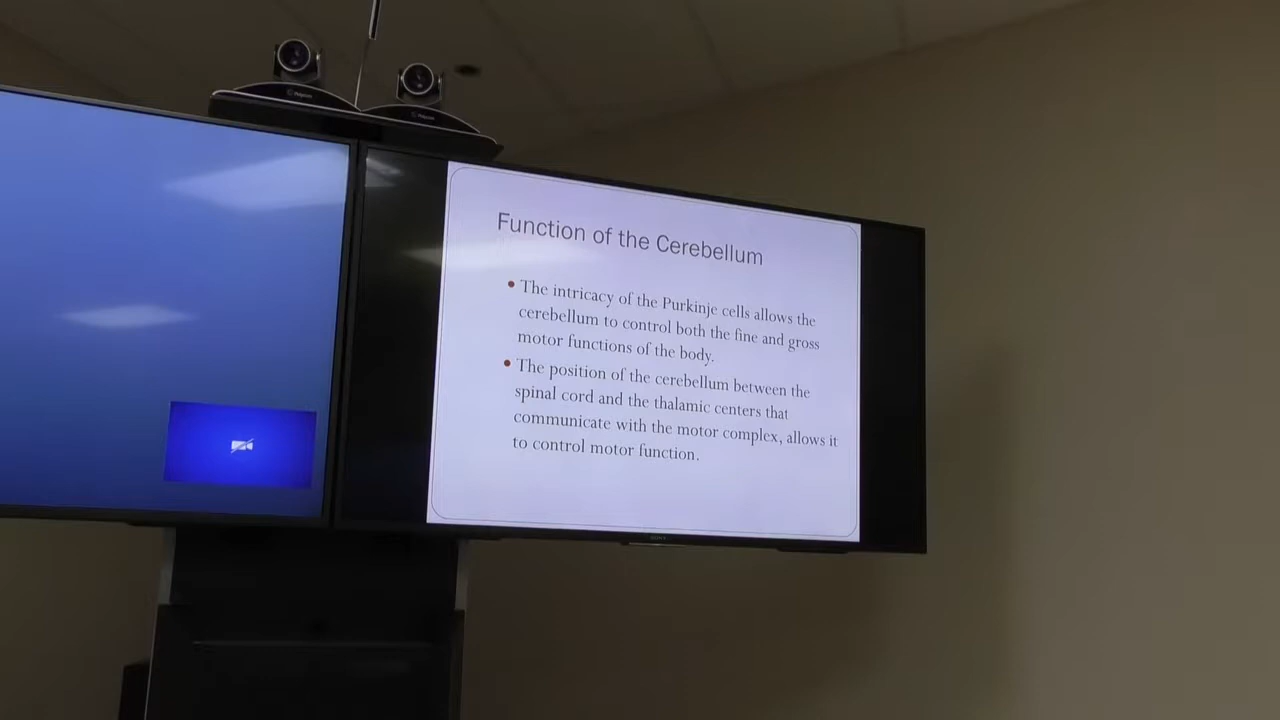 Function of the Cerebellum
• The intricacy of the Purkinje cells allows the
cerebellum to control both the fine and gross
motor functions of the body.
• The position of the cerebellum between the
spinal cord and the thalamic centers that
communicate with the motor complex, allows it
to control motor function.
SONY